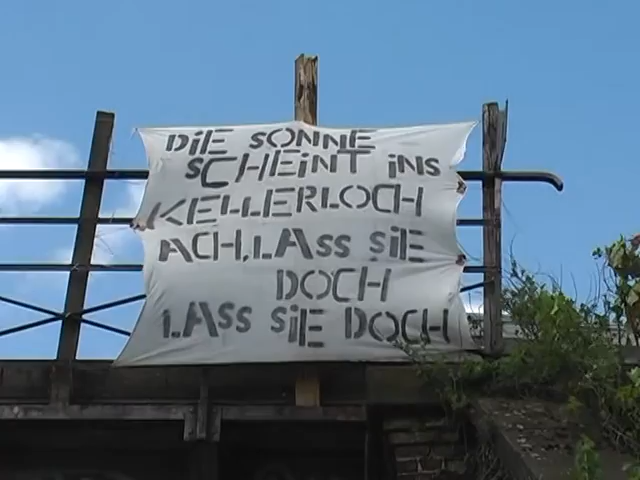 DiE SONNE
SCHEiNT iNS
KELLERLOCH
ACH, LASS SiE
DOCH
LASS SiE DOCH